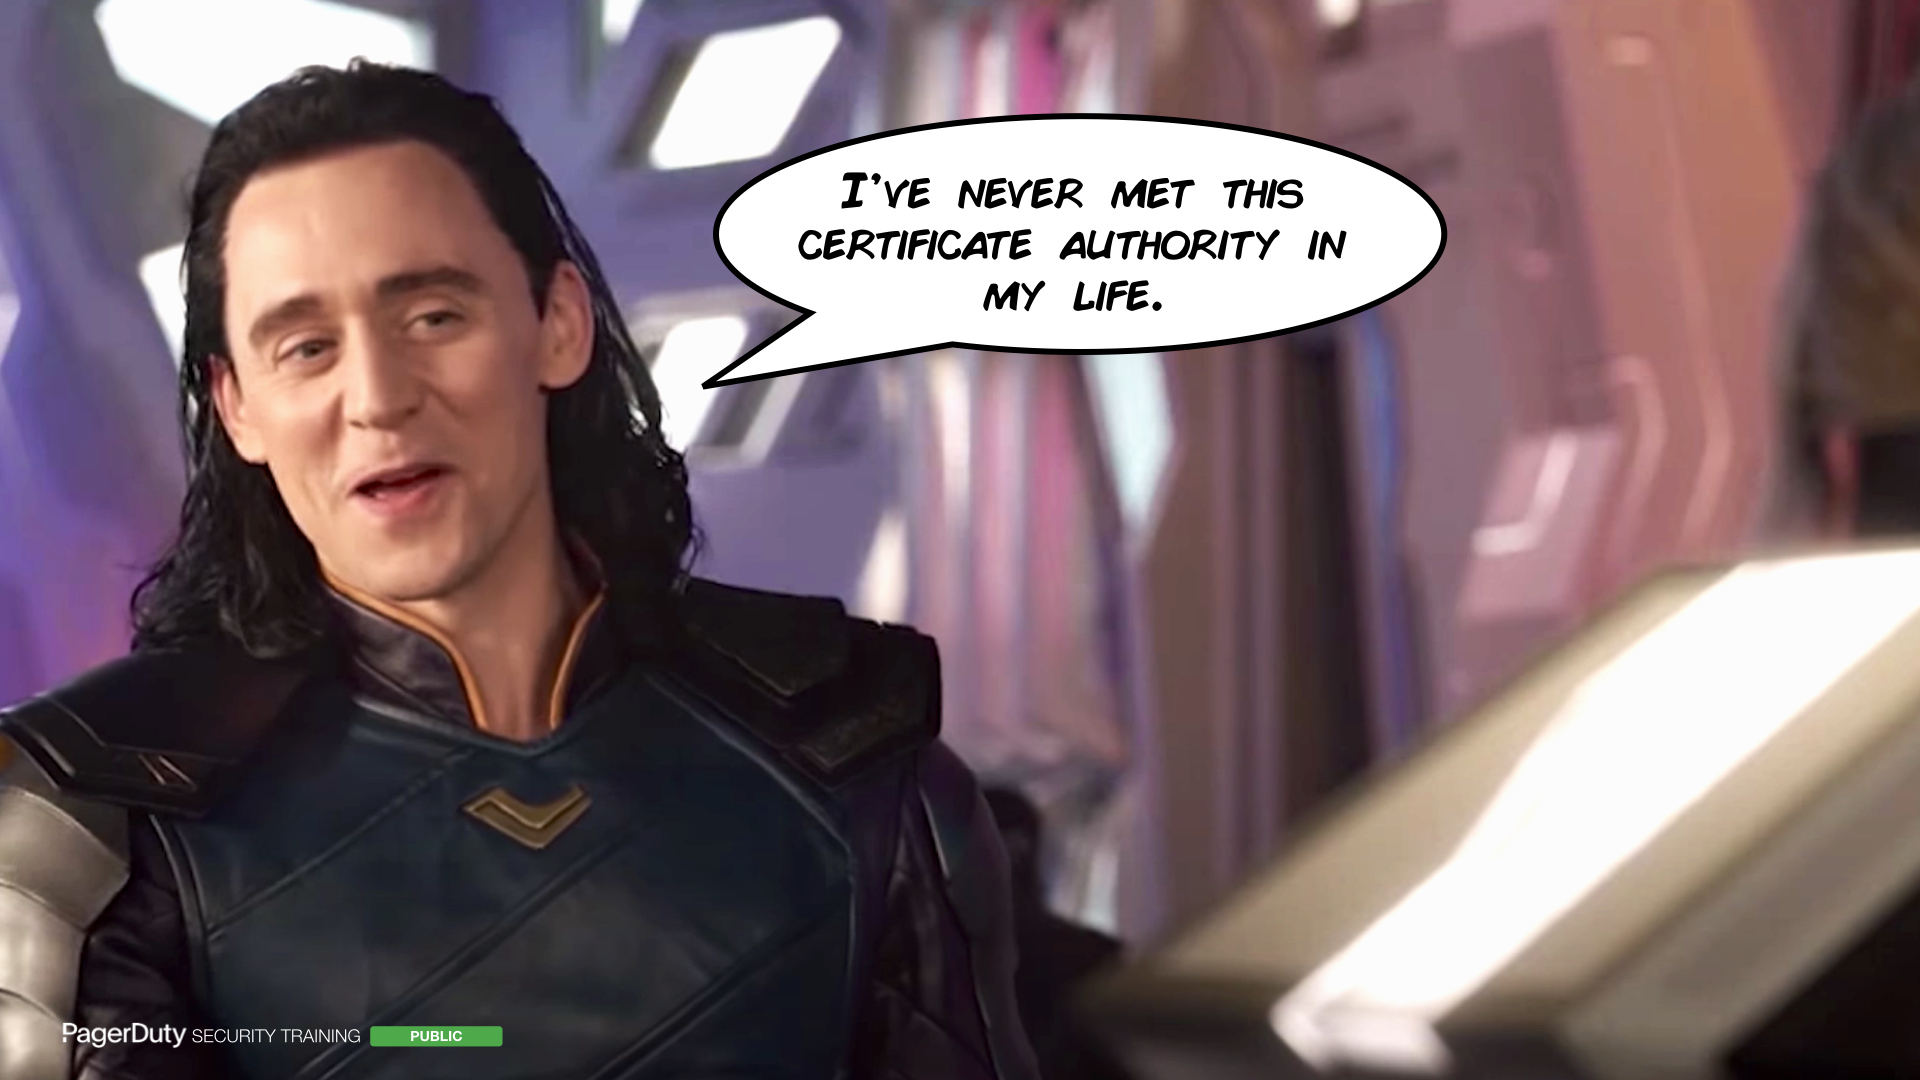 I'VE NEVER MET THIS
CERTIFICATE AUTHORITY IN
MY LIFE.
PagerDuty SECURITY TRAINING PUBLIC